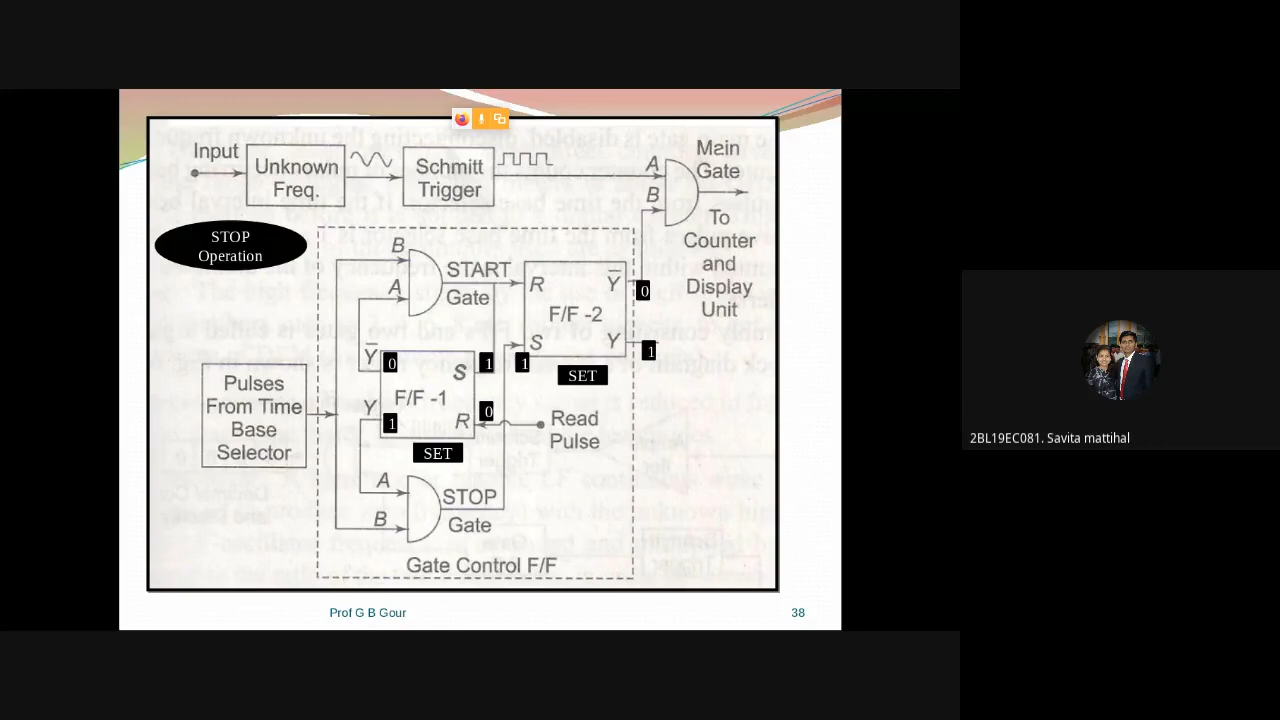 Input
Unknown
Freq.
Schmitt
Trigger
A
B
Main
Gate
To
Counter
and
Display
Unit
STOP
Operation
B
A
START
Gate
R
Y
F/F -2
S
Y
0
1
SET
Y
0
S
1
1
F/F -1
Y
1
R
0
SET
Read
Pulse
Pulses
From Time
Base
Selector
A
B
STOP
Gate
Gate Control F/F
Prof G B Gour
38
2BL19EC081. Savita mattihal